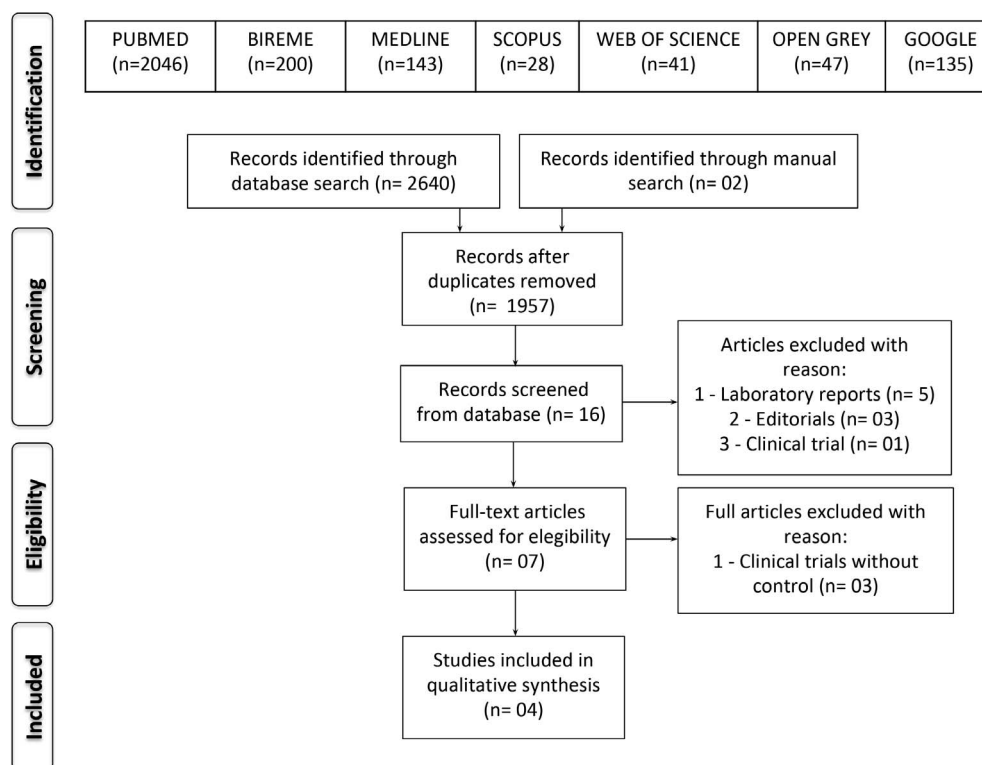 Identification
PUBMED
(n=2046)
BIREME
(n=200)
MEDLINE
(n=143)
SCOPUS
(n=28)
WEB OF SCIENCE
(n=41)
OPEN GREY
(n=47)
GOOGLE
(n=135)
Records identified through
database search (n= 2640)
Records identified through manual
search (n= 02)
Screening
Records after
duplicates removed
(n=  1957)
Records screened
from database (n= 16)
Articles excluded with
reason:
1 - Laboratory reports (n= 5)
2 - Editorials (n= 03)
3 - Clinical trial (n= 01)
Eligibility
Full-text articles
assessed for elegibility
(n= 07)
Full articles excluded with
reason:
1 - Clinical trials without
control (n= 03)
Included
Studies included in
qualitative synthesis
(n= 04)